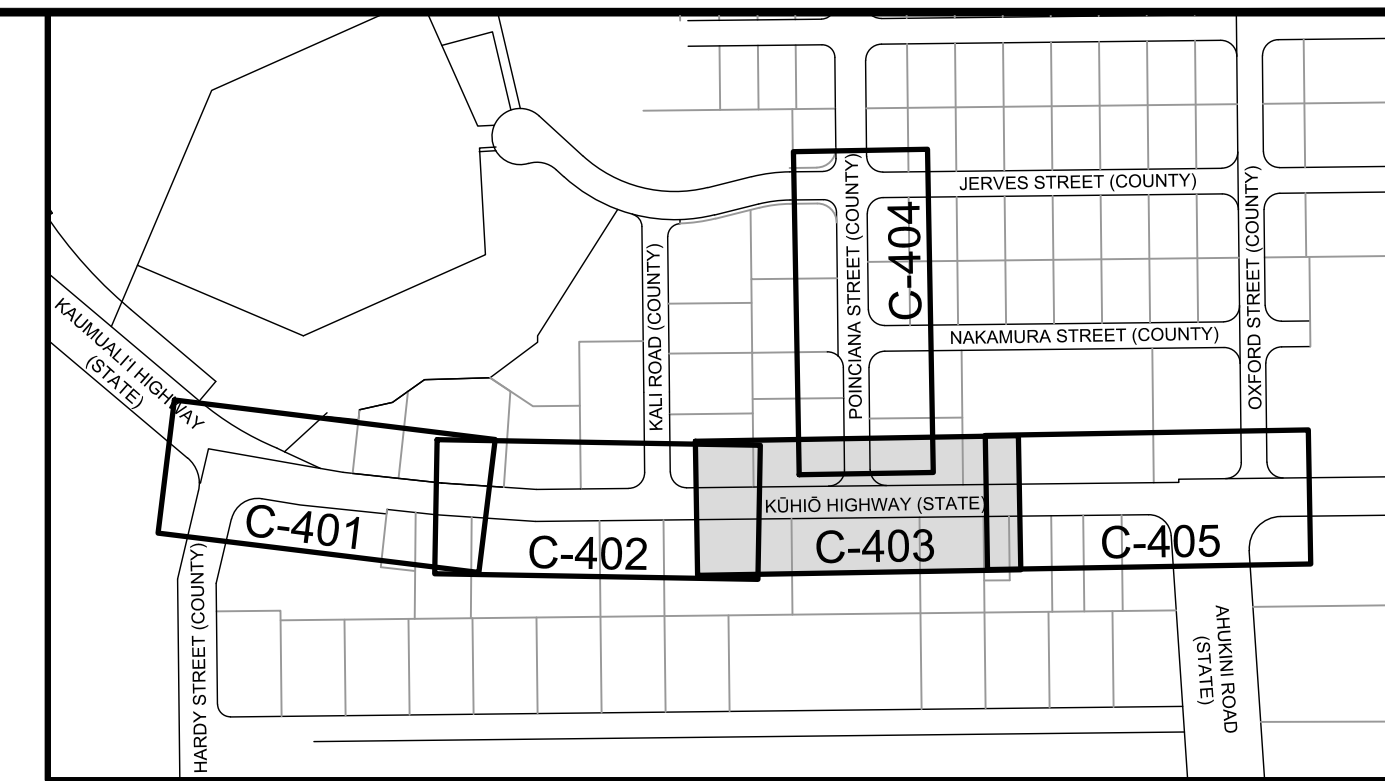 JERVES STREET (COUNTY)
POINCIANA STREET (COUNTY)
C-404
OXFORD STREET (COUNTY)
KALI ROAD (COUNTY)
KAUMUALI'I HIGHWAY
(STATE)
NAKAMURA STREET (COUNTY)
KŪHIŌ HIGHWAY (STATE)
C-401
C-402
C-403
C-405
HARDY STREET (COUNTY)
AHUKINI ROAD
(STATE)